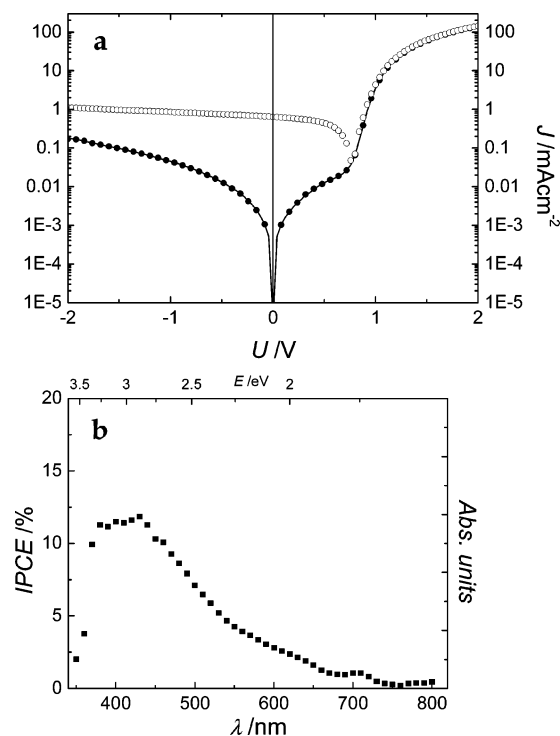 a
100
10
1
0.1
0.01
1E-3
1E-4
1E-5
100
10
1
0.1
0.01
1E-3
1E-4
1E-5
J /mAcm⁻²
-2 -1 0 1 2
U /V
3.5 3 2.5 E /eV 2
b
20
15
10
5
0
IPCE /%
Abs. units
400 500 600 700 800
λ /nm